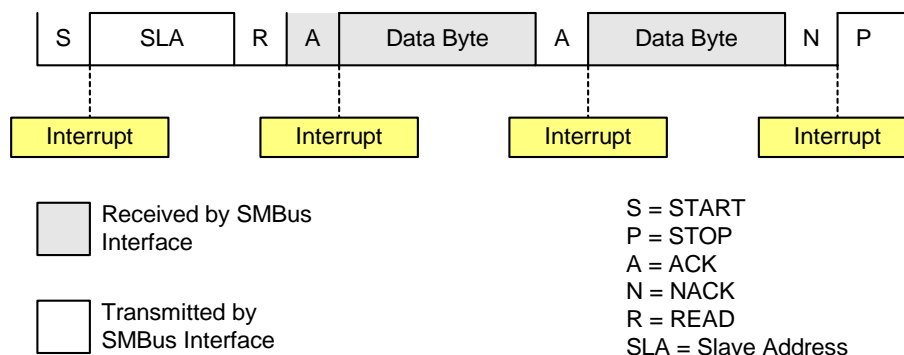 S SLA R A Data Byte A Data Byte N P
Interrupt Interrupt Interrupt Interrupt
Received by SMBus
Interface
Transmitted by
SMBus Interface
S = START
P = STOP
A = ACK
N = NACK
R = READ
SLA = Slave Address